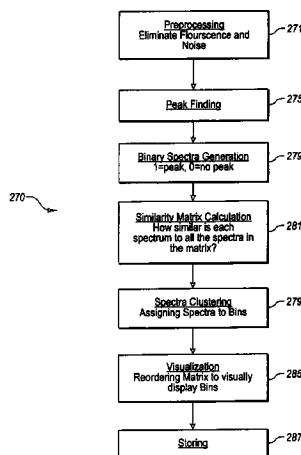 Preprocessing
Eliminate Flourscence and
Noise
271
Peak Finding
275
Binary Spectra Generation
1=peak, 0=no peak
279
270
Similarity Matrix Calculation
How similar is each
spectrum to all the spectra in
the matrix?
281
Spectra Clustering
Assigning Spectra to Bins
279
Visualization
Reordering Matrix to visually
display Bins
285
Storing
287